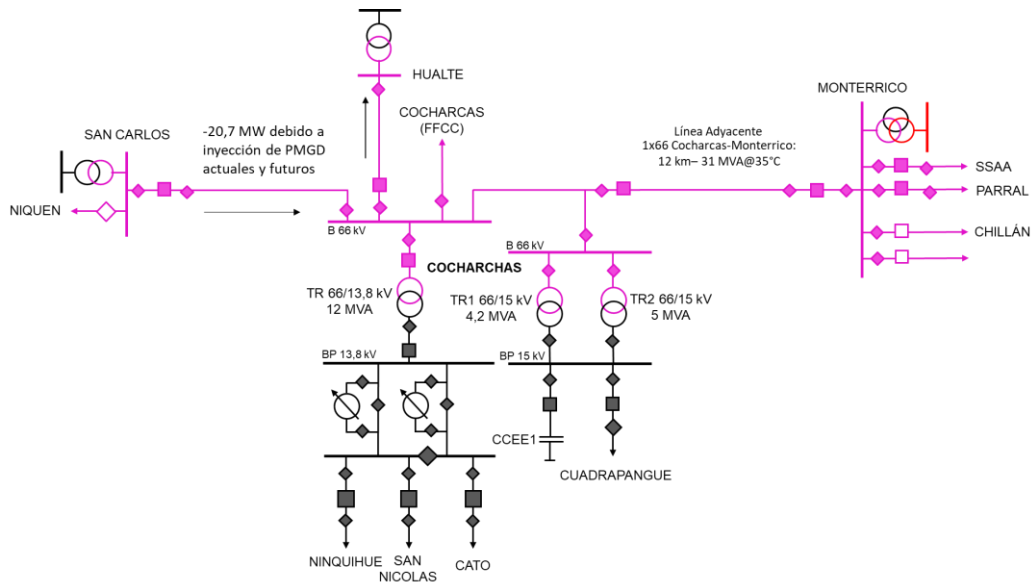 HUALTE
MONTERRICO
SAN CARLOS
-20,7 MW debido a
inyección de PMGD
actuales y futuros
COCHARCAS
(FFCC)
Línea Adyacente
1x66 Cocharcas-Monterrico:
12 km– 31 MVA@35°C
SSAA
PARRAL
CHILLÁN
NIQUEN
B 66 kV
B 66 kV
COCHARCHAS
TR 66/13,8 kV
12 MVA
TR1 66/15 kV
4,2 MVA
TR2 66/15 kV
5 MVA
BP 13,8 kV
BP 15 kV
CCEE1
CUADRAPANGUE
NINQUIHUE
SAN
NICOLAS
CATO